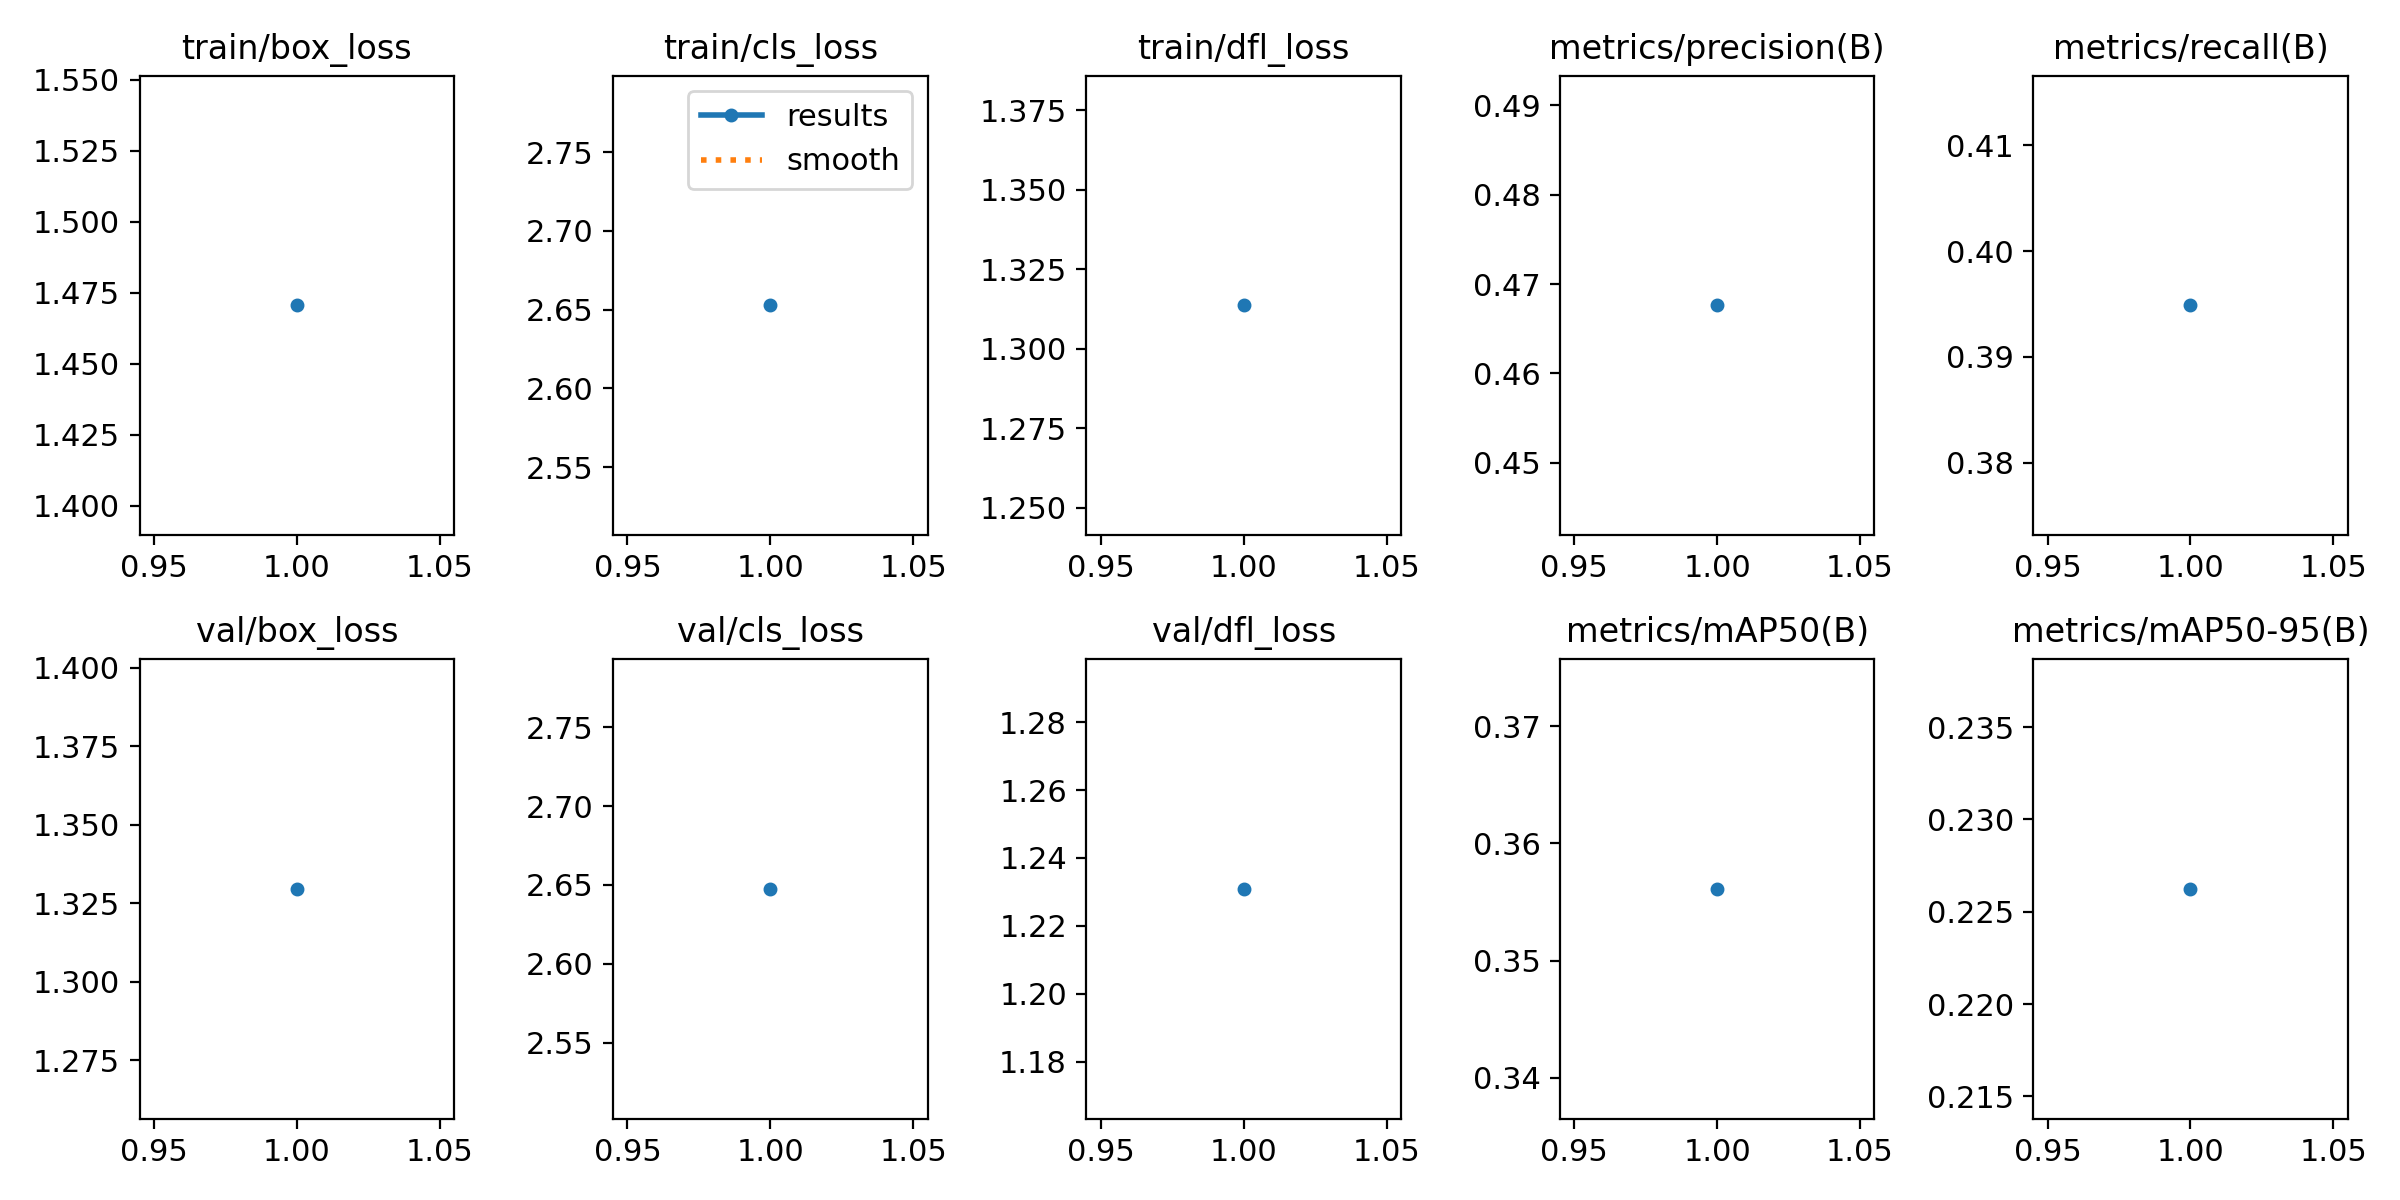 train/box_loss
1.550
1.525
1.500
1.475
1.450
1.425
1.400
0.95 1.00 1.05
train/cls_loss
results
smooth
2.75
2.70
2.65
2.60
2.55
0.95 1.00 1.05
train/dfl_loss
1.375
1.350
1.325
1.300
1.275
1.250
0.95 1.00 1.05
metrics/precision(B)
0.49
0.48
0.47
0.46
0.45
0.95 1.00 1.05
metrics/recall(B)
0.41
0.40
0.39
0.38
0.95 1.00 1.05
val/box_loss
1.400
1.375
1.350
1.325
1.300
1.275
0.95 1.00 1.05
val/cls_loss
2.75
2.70
2.65
2.60
2.55
0.95 1.00 1.05
val/dfl_loss
1.28
1.26
1.24
1.22
1.20
1.18
0.95 1.00 1.05
metrics/mAP50(B)
0.37
0.36
0.35
0.34
0.95 1.00 1.05
metrics/mAP50-95(B)
0.235
0.230
0.225
0.220
0.215
0.95 1.00 1.05